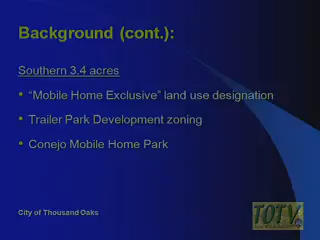 Background (cont.):
Southern 3.4 acres
• “Mobile Home Exclusive” land use designation
• Trailer Park Development zoning
• Conejo Mobile Home Park
City of Thousand Oaks
TOTV